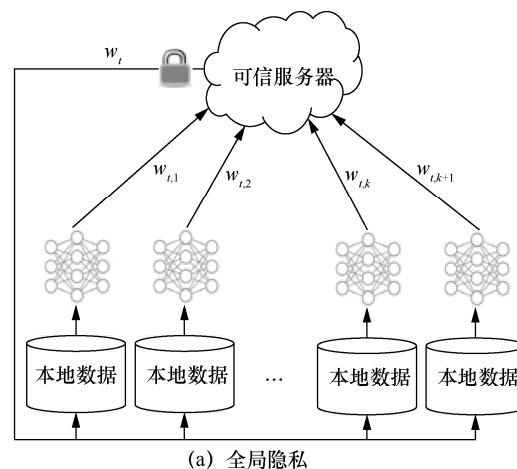 w_t
可信服务器
w_{t,1}
w_{t,2}
w_{t,k}
w_{t,k+1}
本地数据 本地数据 … 本地数据 本地数据
(a) 全局隐私